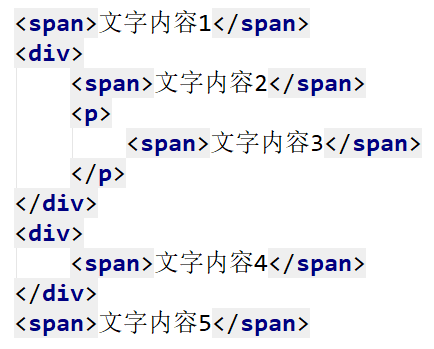 <span>文字内容1</span>
<div>
<span>文字内容2</span>
<p>
<span>文字内容3</span>
</p>
</div>
<div>
<span>文字内容4</span>
</div>
<span>文字内容5</span>